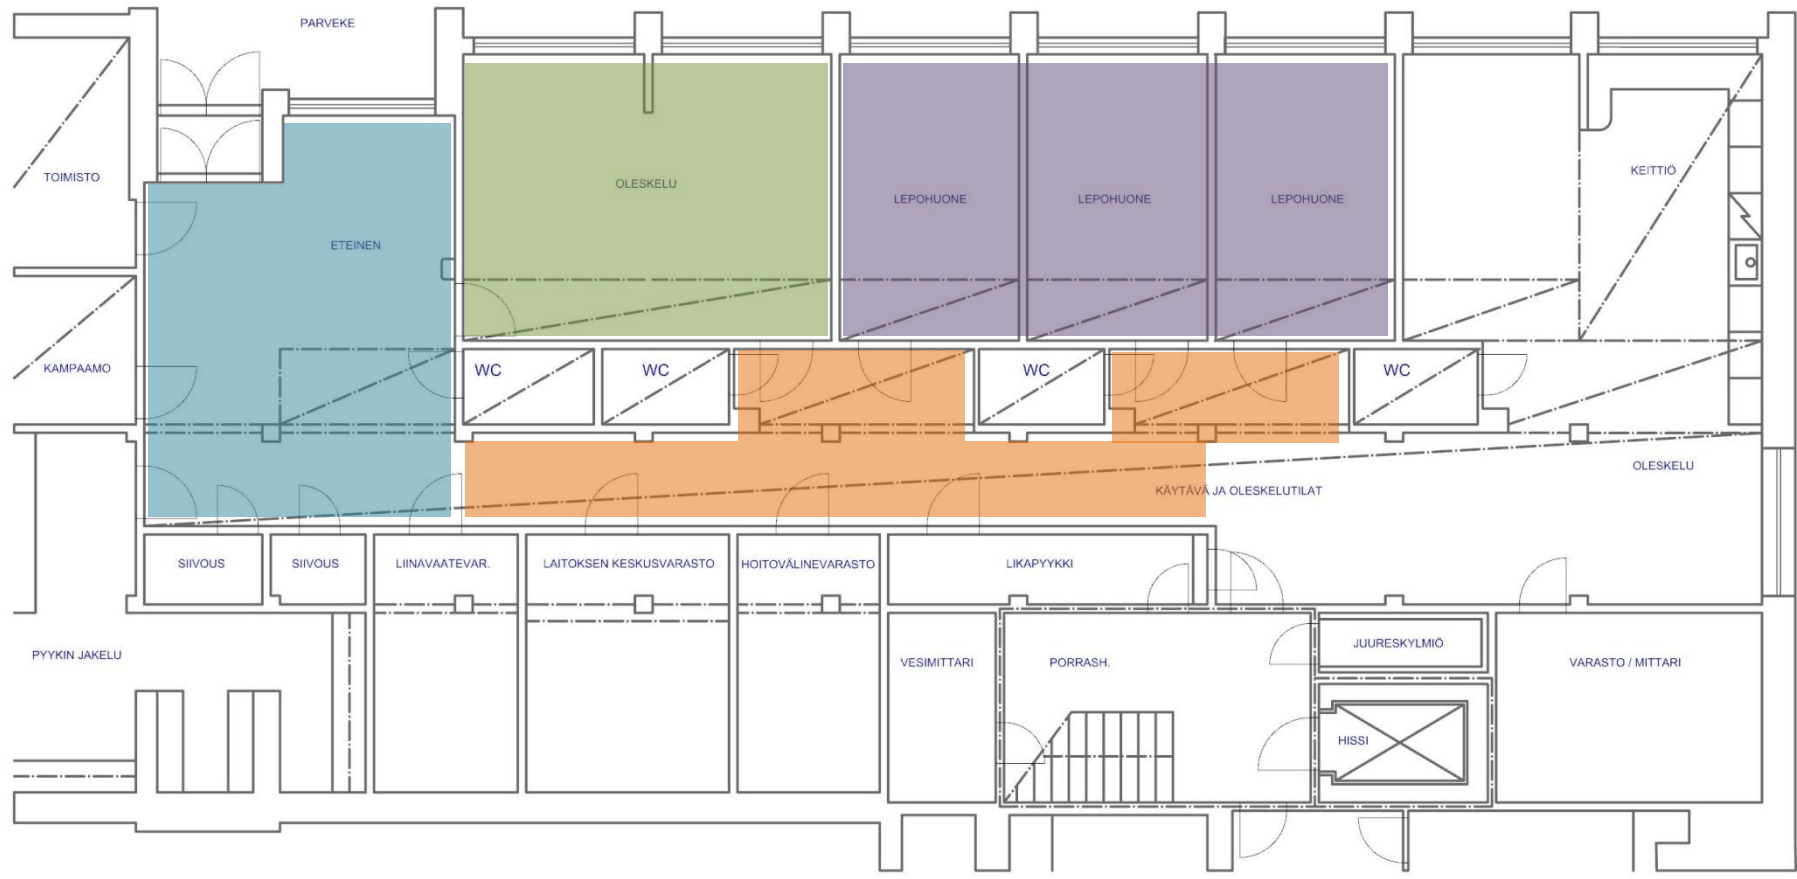 PARVEKE
TOIMISTO
KEITTIÖ
OLESKELU
LEPOHUONE
LEPOHUONE
LEPOHUONE
ETEINEN
KAMPAAMO
WC
WC
WC
WC
OLESKELU
KÄYTÄVÄ JA OLESKELUTILAT
SIIVOUS
SIIVOUS
LIINAVAATEVAR.
LAITOKSEN KESKUSVARASTO
HOITOVÄLINEVARASTO
LIKAPYYKKI
PYYKIN JAKELU
VESIMITTARI
PORRASH.
JUURESKYLMIÖ
VARASTO / MITTARI
HISSI